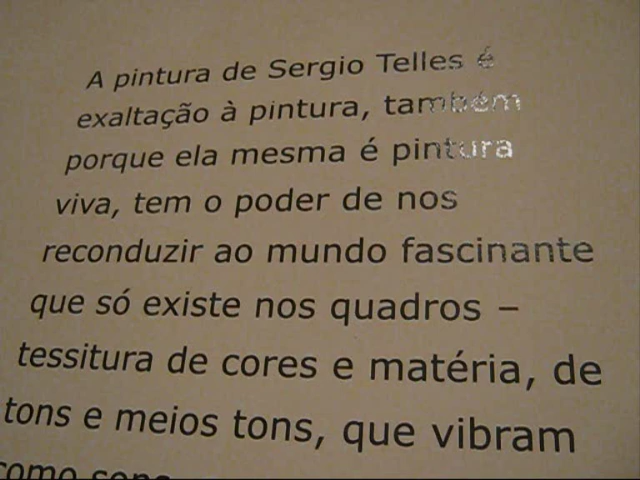 A pintura de Sergio Telles é
exaltação à pintura, também
porque ela mesma é pintura
viva, tem o poder de nos
reconduzir ao mundo fascinante
que só existe nos quadros –
tessitura de cores e matéria, de
tons e meios tons, que vibram
como